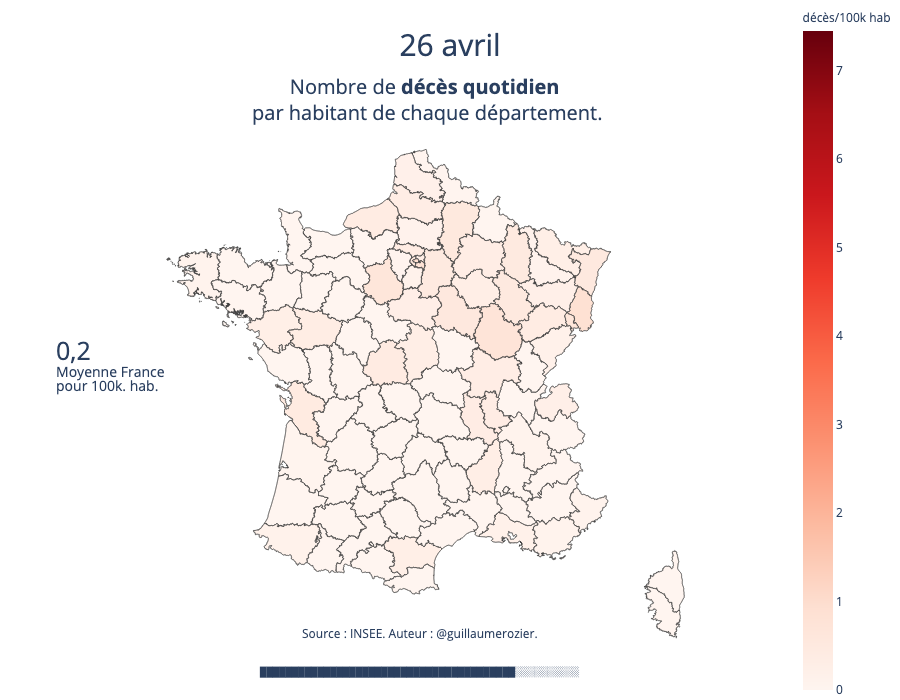 26 avril
Nombre de décès quotidien
par habitant de chaque département.
0,2
Moyenne France
pour 100k. hab.
décès/100k hab
7
6
5
4
3
2
1
0
Source : INSEE. Auteur : @guillaumerozier.